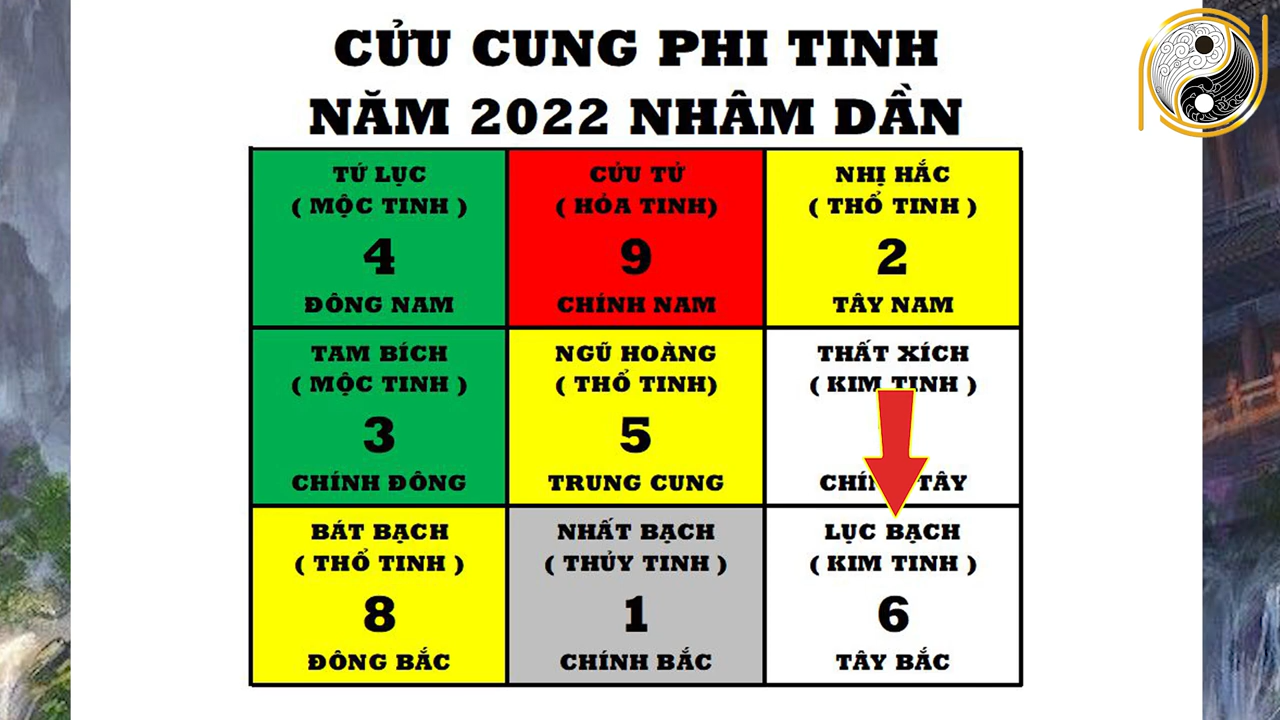 CỬU CUNG PHI TINH
NĂM 2022 NHÂM DẦN
TỨ LỤC
( MỘC TINH )
4
ĐÔNG NAM
CỬU TỬ
( HỎA TINH)
9
CHÍNH NAM
NHỊ HẮC
( THỔ TINH )
2
TÂY NAM
TAM BÍCH
( MỘC TINH )
3
CHÍNH ĐÔNG
NGŨ HOÀNG
( THỔ TINH)
5
TRUNG CUNG
THẤT XÍCH
( KIM TINH )
TÂY
BÁT BẠCH
( THỔ TINH )
8
ĐÔNG BẮC
NHẤT BẠCH
( THỦY TINH )
1
CHÍNH BẮC
LỤC BẠCH
( KIM TINH )
6
TÂY BẮC